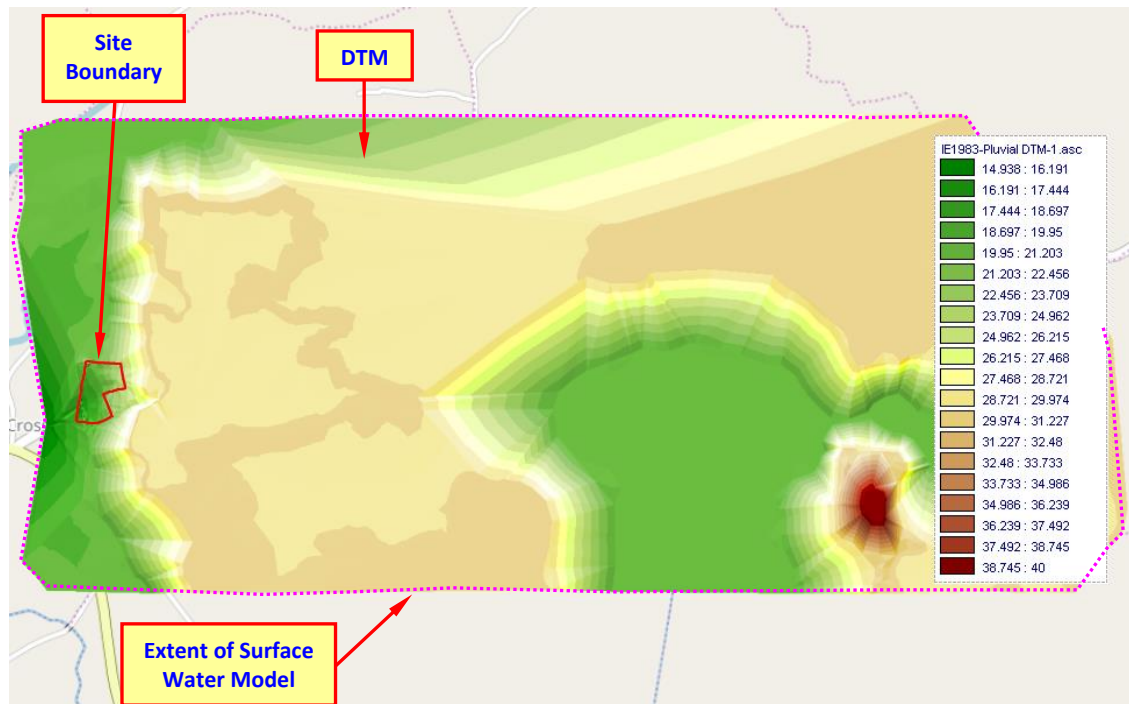 Site
Boundary
DTM
IE1983-Pluvial DTM-1.asc
14.938 : 16.191
16.191 : 17.444
17.444 : 18.697
18.697 : 19.95
19.95 : 21.203
21.203 : 22.456
22.456 : 23.709
23.709 : 24.962
24.962 : 26.215
26.215 : 27.468
27.468 : 28.721
28.721 : 29.974
29.974 : 31.227
31.227 : 32.48
32.48 : 33.733
33.733 : 34.986
34.986 : 36.239
36.239 : 37.492
37.492 : 38.745
38.745 : 40
Cros
Extent of Surface
Water Model